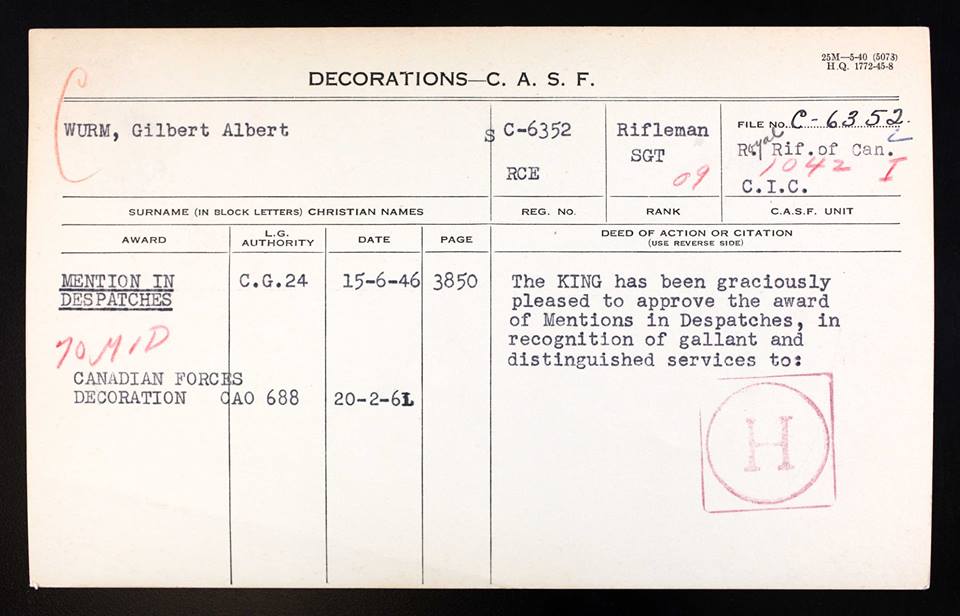 25M—5-40 (5073)
H.Q. 1772-45-8
DECORATIONS—C. A. S. F.
WURM, Gilbert Albert
S C-6352
RCE
Rifleman
SGT
09
FILE NO. C-6352.
Royal Rif.of Can.
1042 I
C.I.C.
SURNAME (IN BLOCK LETTERS) CHRISTIAN NAMES
REG. NO.
RANK
C.A.S.F. UNIT
AWARD
L.G. AUTHORITY
DATE
PAGE
DEED OF ACTION OR CITATION
(USE REVERSE SIDE)
MENTION IN
DESPATCHES
C.G.24
15-6-46
3850
The KING has been graciously
pleased to approve the award
of Mentions in Despatches, in
recognition of gallant and
distinguished services to:
70 MID
CANADIAN FORCES
DECORATION CAO 688 20-2-61
H